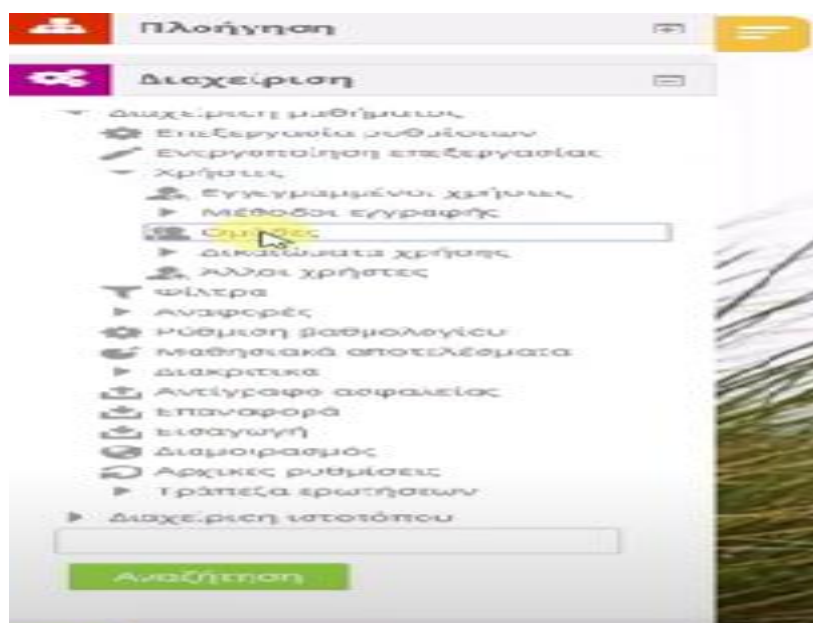 Πλοήγηση
Διαχείριση
Διαχείριση μαθήματος
Επεξεργασία ρυθμίσεων
Ενεργοποίηση επεξεργασίας
Χρήστες
Εγγεγραμμένοι χρήστες
Μέθοδοι εγγραφής
Ομάδες
Δικαιώματα χρήσης
Άλλοι χρήστες
Φίλτρα
Αναφορές
Ρύθμιση βαθμολογίου
Μαθησιακά αποτελέσματα
Διακριτικά
Αντίγραφο ασφαλείας
Επαναφορά
Εισαγωγή
Διαμοιρασμός
Αρχικές ρυθμίσεις
Τράπεζα ερωτήσεων
Διαχείριση ιστοτόπου
Αναζήτηση